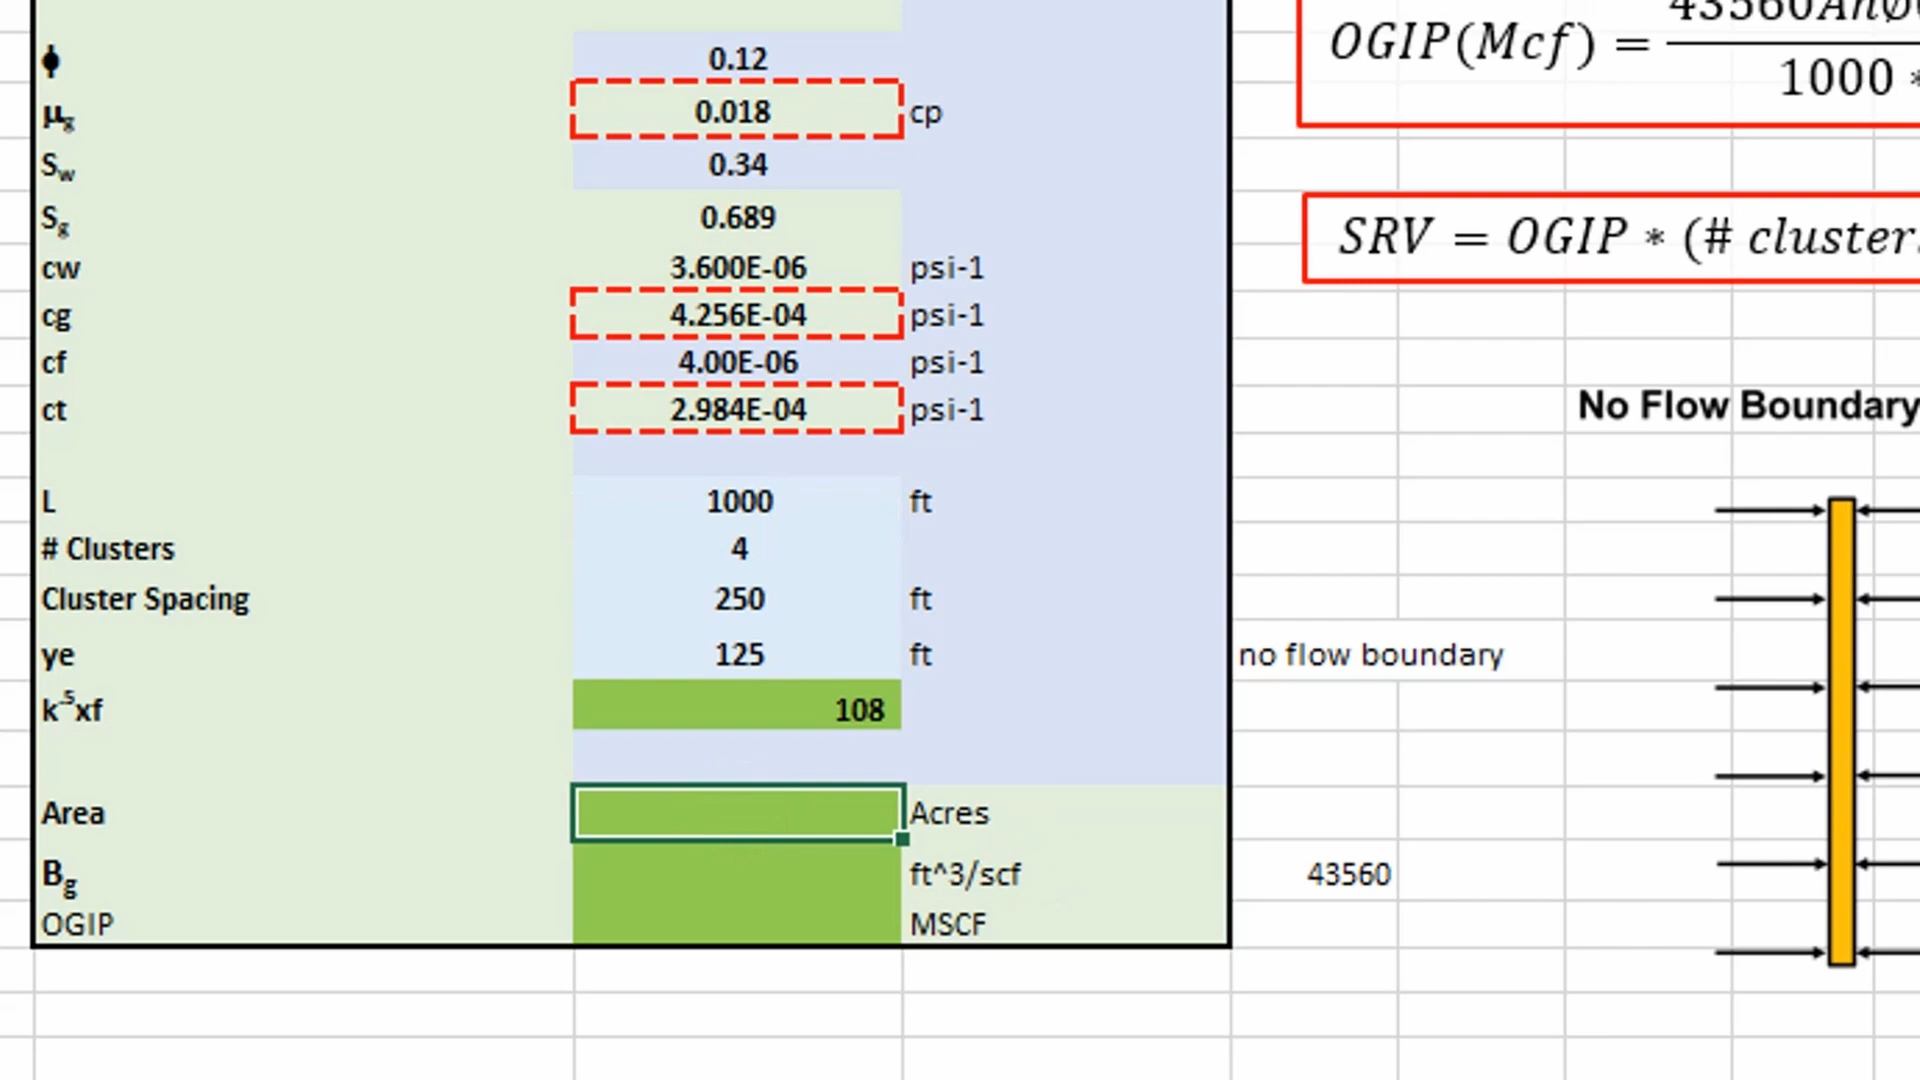 ϕ 0.12
μg 0.018 cp
Sw 0.34
Sg 0.689
cw 3.600E-06 psi-1
cg 4.256E-04 psi-1
cf 4.00E-06 psi-1
ct 2.984E-04 psi-1
L 1000 ft
# Clusters 4
Cluster Spacing 250 ft
ye 125 ft no flow boundary
k^.5xf 108
Area Acres
Bg ft^3/scf 43560
OGIP MSCF
OGIP(Mcf) = 43560Ah∅
1000 *
SRV = OGIP * (# cluster
No Flow Boundary